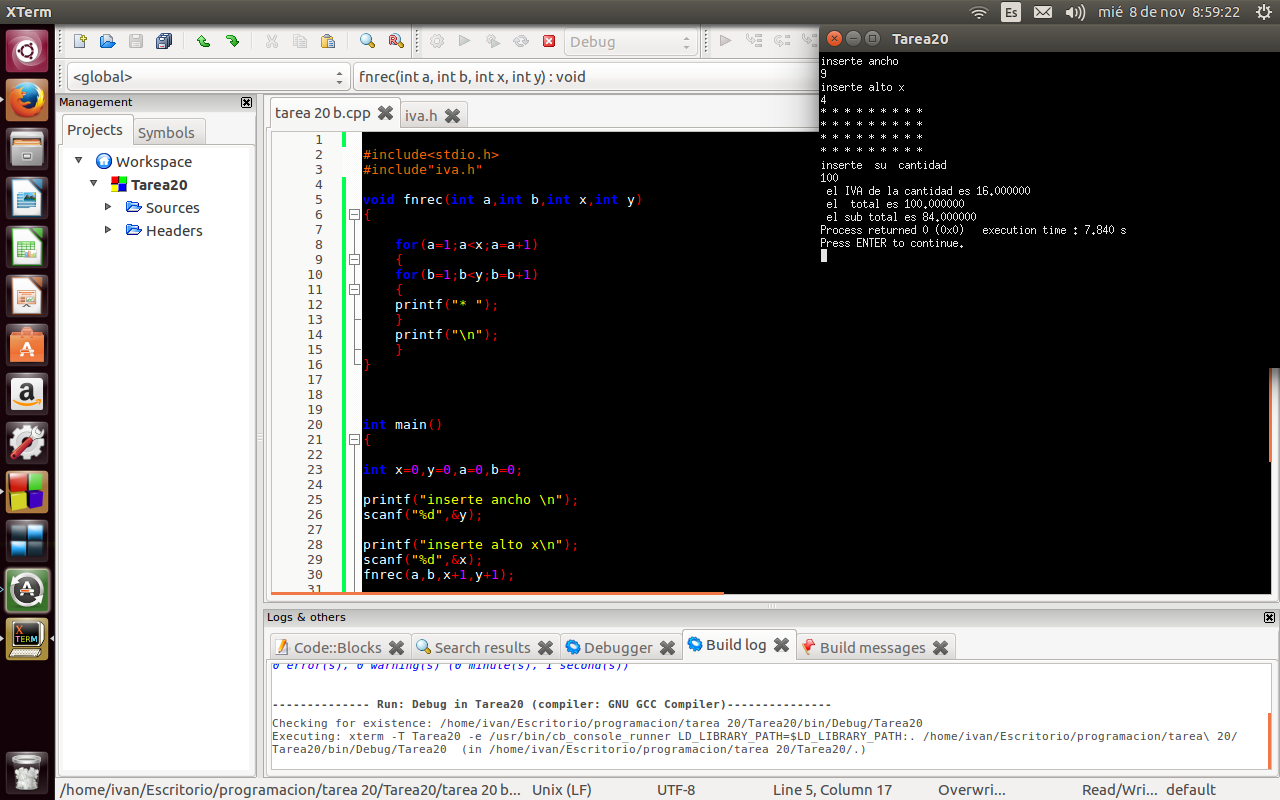 XTerm
Es
mié 8 de nov 8:59:22
Debug
<global>
fnrec(int a, int b, int x, int y) : void
Management
Projects
Symbols
Workspace
Tarea20
Sources
Headers
tarea 20 b.cpp
iva.h
1
2 #include<stdio.h>
3 #include"iva.h"
4
5 void fnrec(int a,int b,int x,int y)
6 {
7
8 for(a=1;a<x;a=a+1)
9 {
10 for(b=1;b<y;b=b+1)
11 {
12 printf("* ");
13 }
14 printf("\n");
15 }
16 }
17
18
19
20 int main()
21 {
22
23 int x=0,y=0,a=0,b=0;
24
25 printf("inserte ancho \n");
26 scanf("%d",&y);
27
28 printf("inserte alto x\n");
29 scanf("%d",&x);
30 fnrec(a,b,x+1,y+1);
31
Tarea20
inserte ancho
9
inserte alto x
4
* * * * * * * * *
* * * * * * * * *
* * * * * * * * *
* * * * * * * * *
inserte su cantidad
100
el IVA de la cantidad es 16.000000
el total es 100.000000
el sub total es 84.000000
Process returned 0 (0x0) execution time : 7.840 s
Press ENTER to continue.
Logs & others
Code::Blocks
Search results
Debugger
Build log
Build messages
0 error(s), 0 warning(s) (0 minute(s), 1 second(s))
-------------- Run: Debug in Tarea20 (compiler: GNU GCC Compiler)---------------
Checking for existence: /home/ivan/Escritorio/programacion/tarea 20/Tarea20/bin/Debug/Tarea20
Executing: xterm -T Tarea20 -e /usr/bin/cb_console_runner LD_LIBRARY_PATH=$LD_LIBRARY_PATH:. /home/ivan/Escritorio/programacion/tarea\ 20/
Tarea20/bin/Debug/Tarea20 (in /home/ivan/Escritorio/programacion/tarea 20/Tarea20/.)
/home/ivan/Escritorio/programacion/tarea 20/Tarea20/tarea 20 b...
Unix (LF)
UTF-8
Line 5, Column 17
Overwri...
Read/Wri...
default